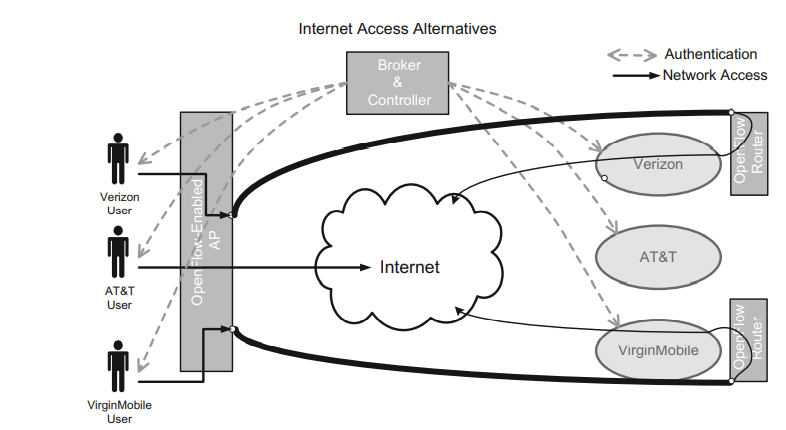 Internet Access Alternatives
Broker
&
Controller
Authentication
Network Access
Verizon
User
AT&T
User
VirginMobile
User
OpenFlow-Enabled
AP
Internet
Verizon
AT&T
VirginMobile
OpenFlow
Router
OpenFlow
Router